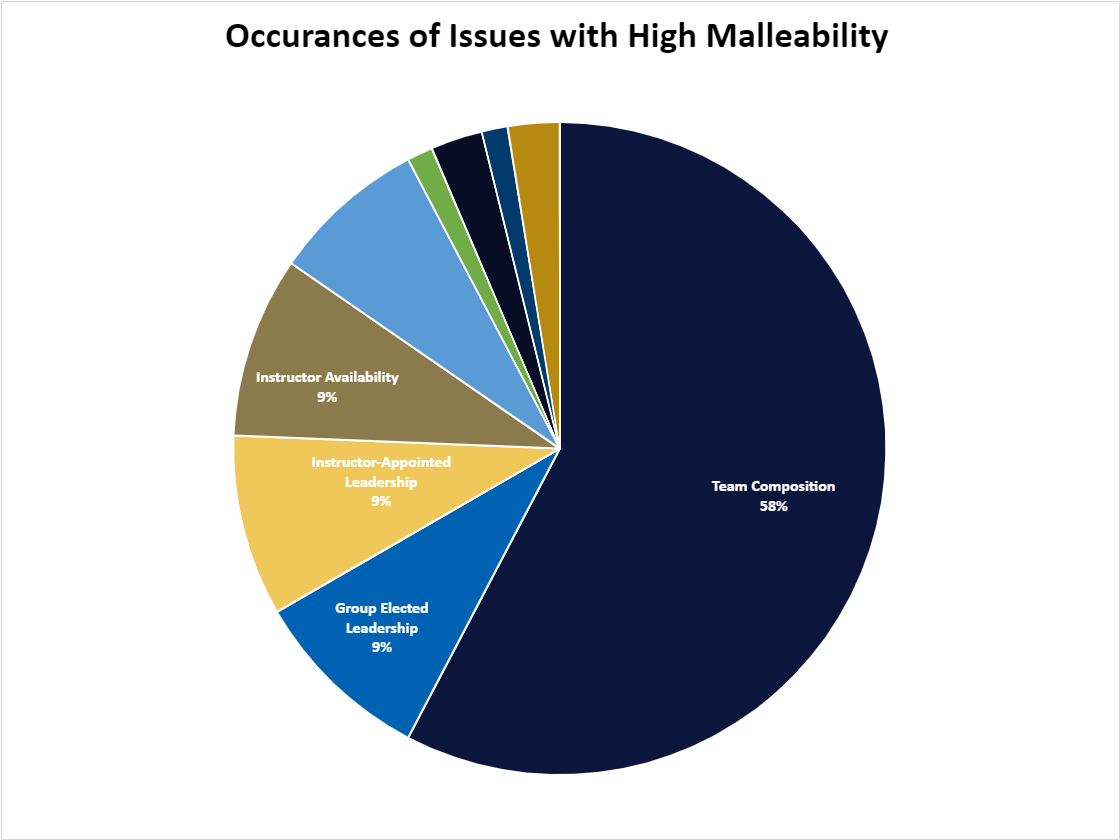 Occurances of Issues with High Malleability
Instructor Availability
9%
Instructor-Appointed
Leadership
9%
Team Composition
58%
Group Elected
Leadership
9%